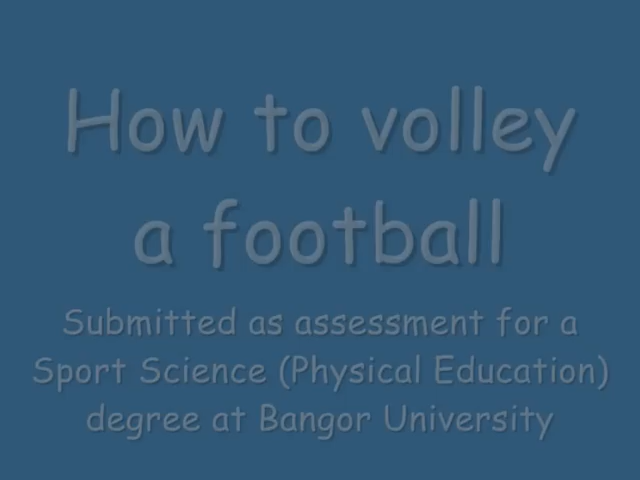 How to volley
a football
Submitted as assessment for a
Sport Science (Physical Education)
degree at Bangor University